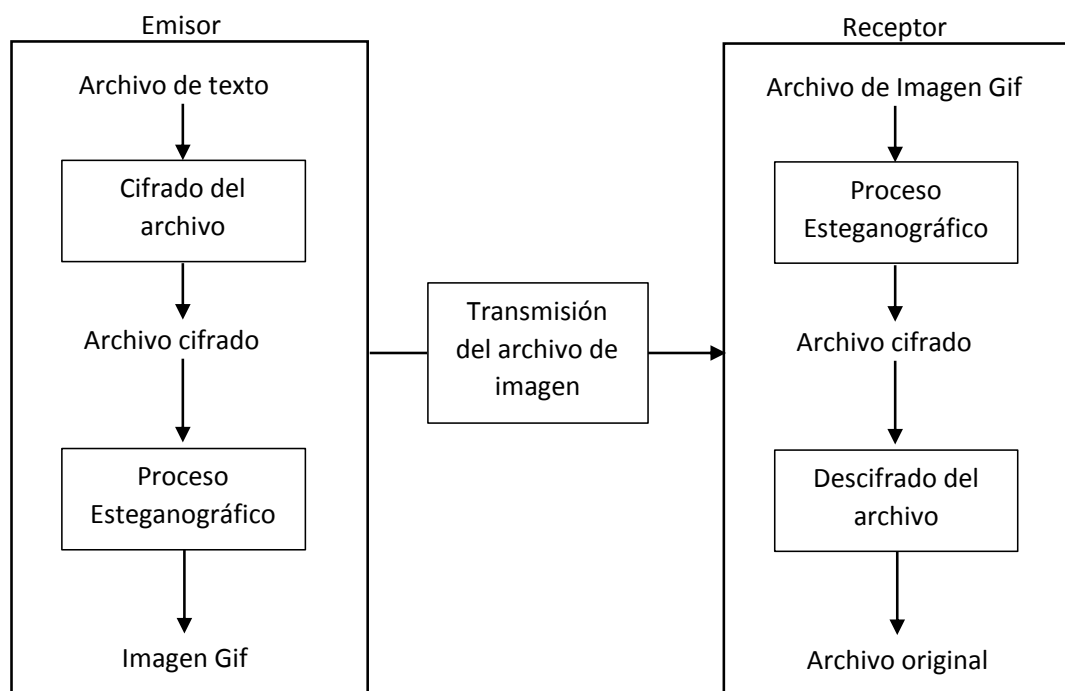 Emisor
Archivo de texto
Cifrado del
archivo
Archivo cifrado
Proceso
Esteganográfico
Imagen Gif
Transmisión
del archivo de
imagen
Receptor
Archivo de Imagen Gif
Proceso
Esteganográfico
Archivo cifrado
Descifrado del
archivo
Archivo original